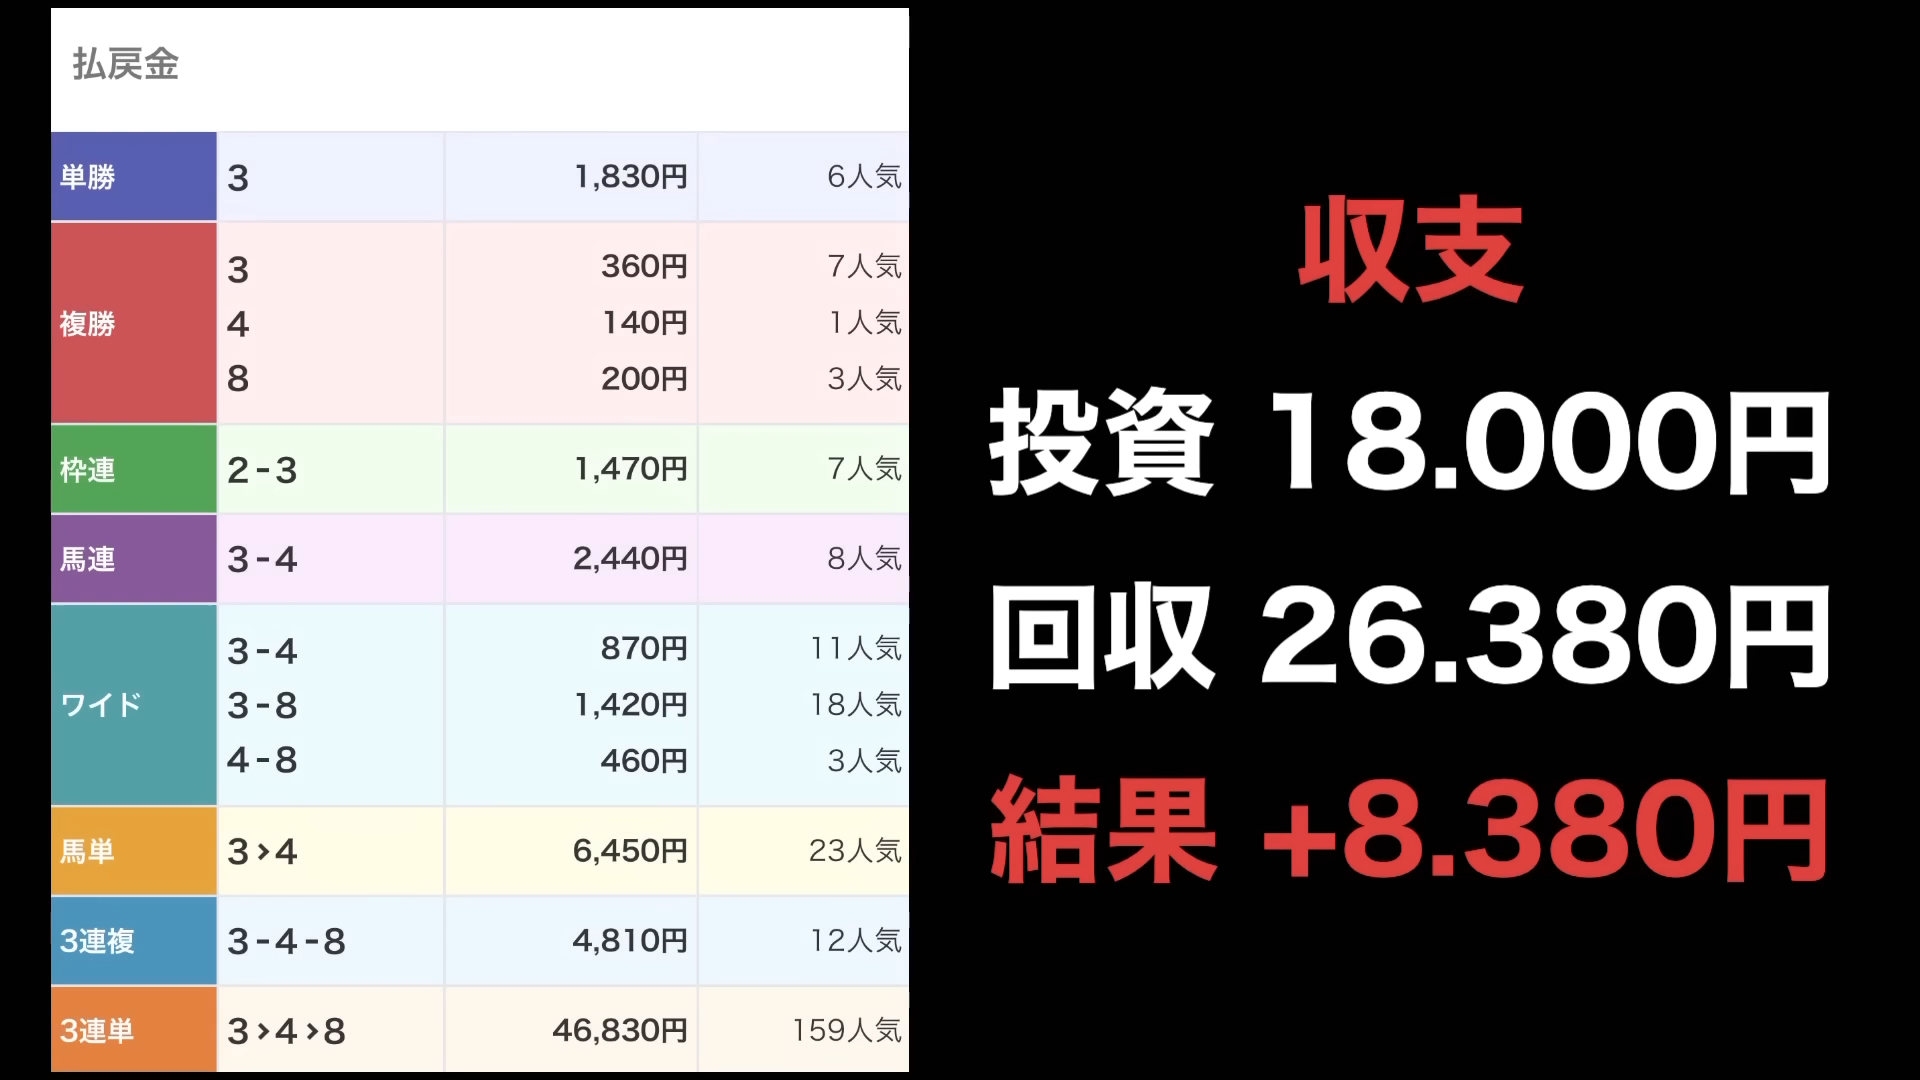 払戻金
単勝 3 1,830円 6人気
複勝 3 360円 7人気
4 140円 1人気
8 200円 3人気
枠連 2-3 1,470円 7人気
馬連 3-4 2,440円 8人気
ワイド 3-4 870円 11人気
3-8 1,420円 18人気
4-8 460円 3人気
馬単 3›4 6,450円 23人気
3連複 3-4-8 4,810円 12人気
3連単 3›4›8 46,830円 159人気
収支
投資 18.000円
回収 26.380円
結果 +8.380円